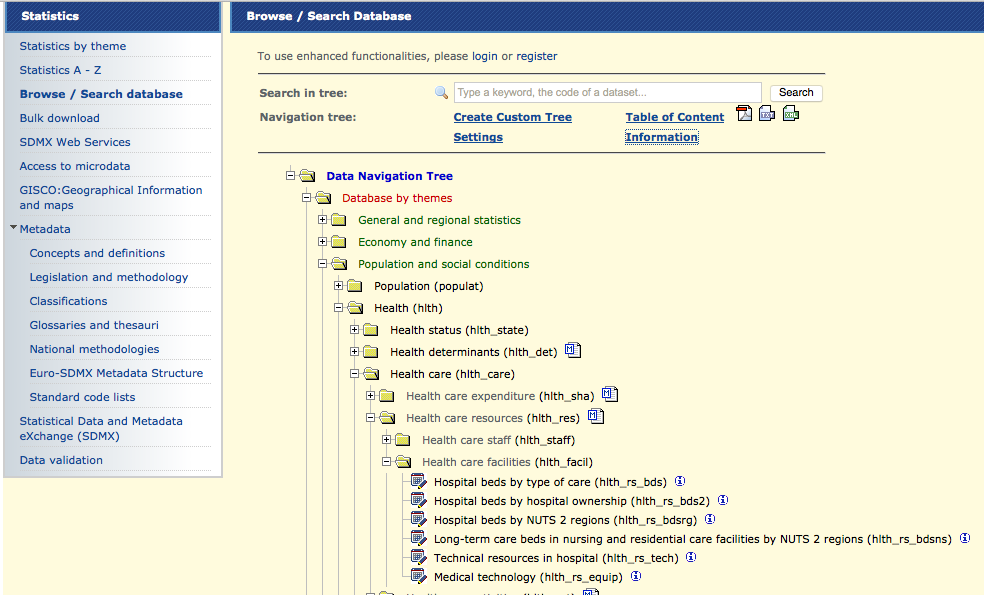 Statistics
Statistics by theme
Statistics A - Z
Browse / Search database
Bulk download
SDMX Web Services
Access to microdata
GISCO:Geographical Information
and maps
Metadata
Concepts and definitions
Legislation and methodology
Classifications
Glossaries and thesauri
National methodologies
Euro-SDMX Metadata Structure
Standard code lists
Statistical Data and Metadata
eXchange (SDMX)
Data validation
Browse / Search Database
To use enhanced functionalities, please login or register
Search in tree: Type a keyword, the code of a dataset... Search
Navigation tree: Create Custom Tree Table of Content
Settings Information
Data Navigation Tree
Database by themes
General and regional statistics
Economy and finance
Population and social conditions
Population (populat)
Health (hlth)
Health status (hlth_state)
Health determinants (hlth_det)
Health care (hlth_care)
Health care expenditure (hlth_sha)
Health care resources (hlth_res)
Health care staff (hlth_staff)
Health care facilities (hlth_facil)
Hospital beds by type of care (hlth_rs_bds)
Hospital beds by hospital ownership (hlth_rs_bds2)
Hospital beds by NUTS 2 regions (hlth_rs_bdsrg)
Long-term care beds in nursing and residential care facilities by NUTS 2 regions (hlth_rs_bdsns)
Technical resources in hospital (hlth_rs_tech)
Medical technology (hlth_rs_equip)